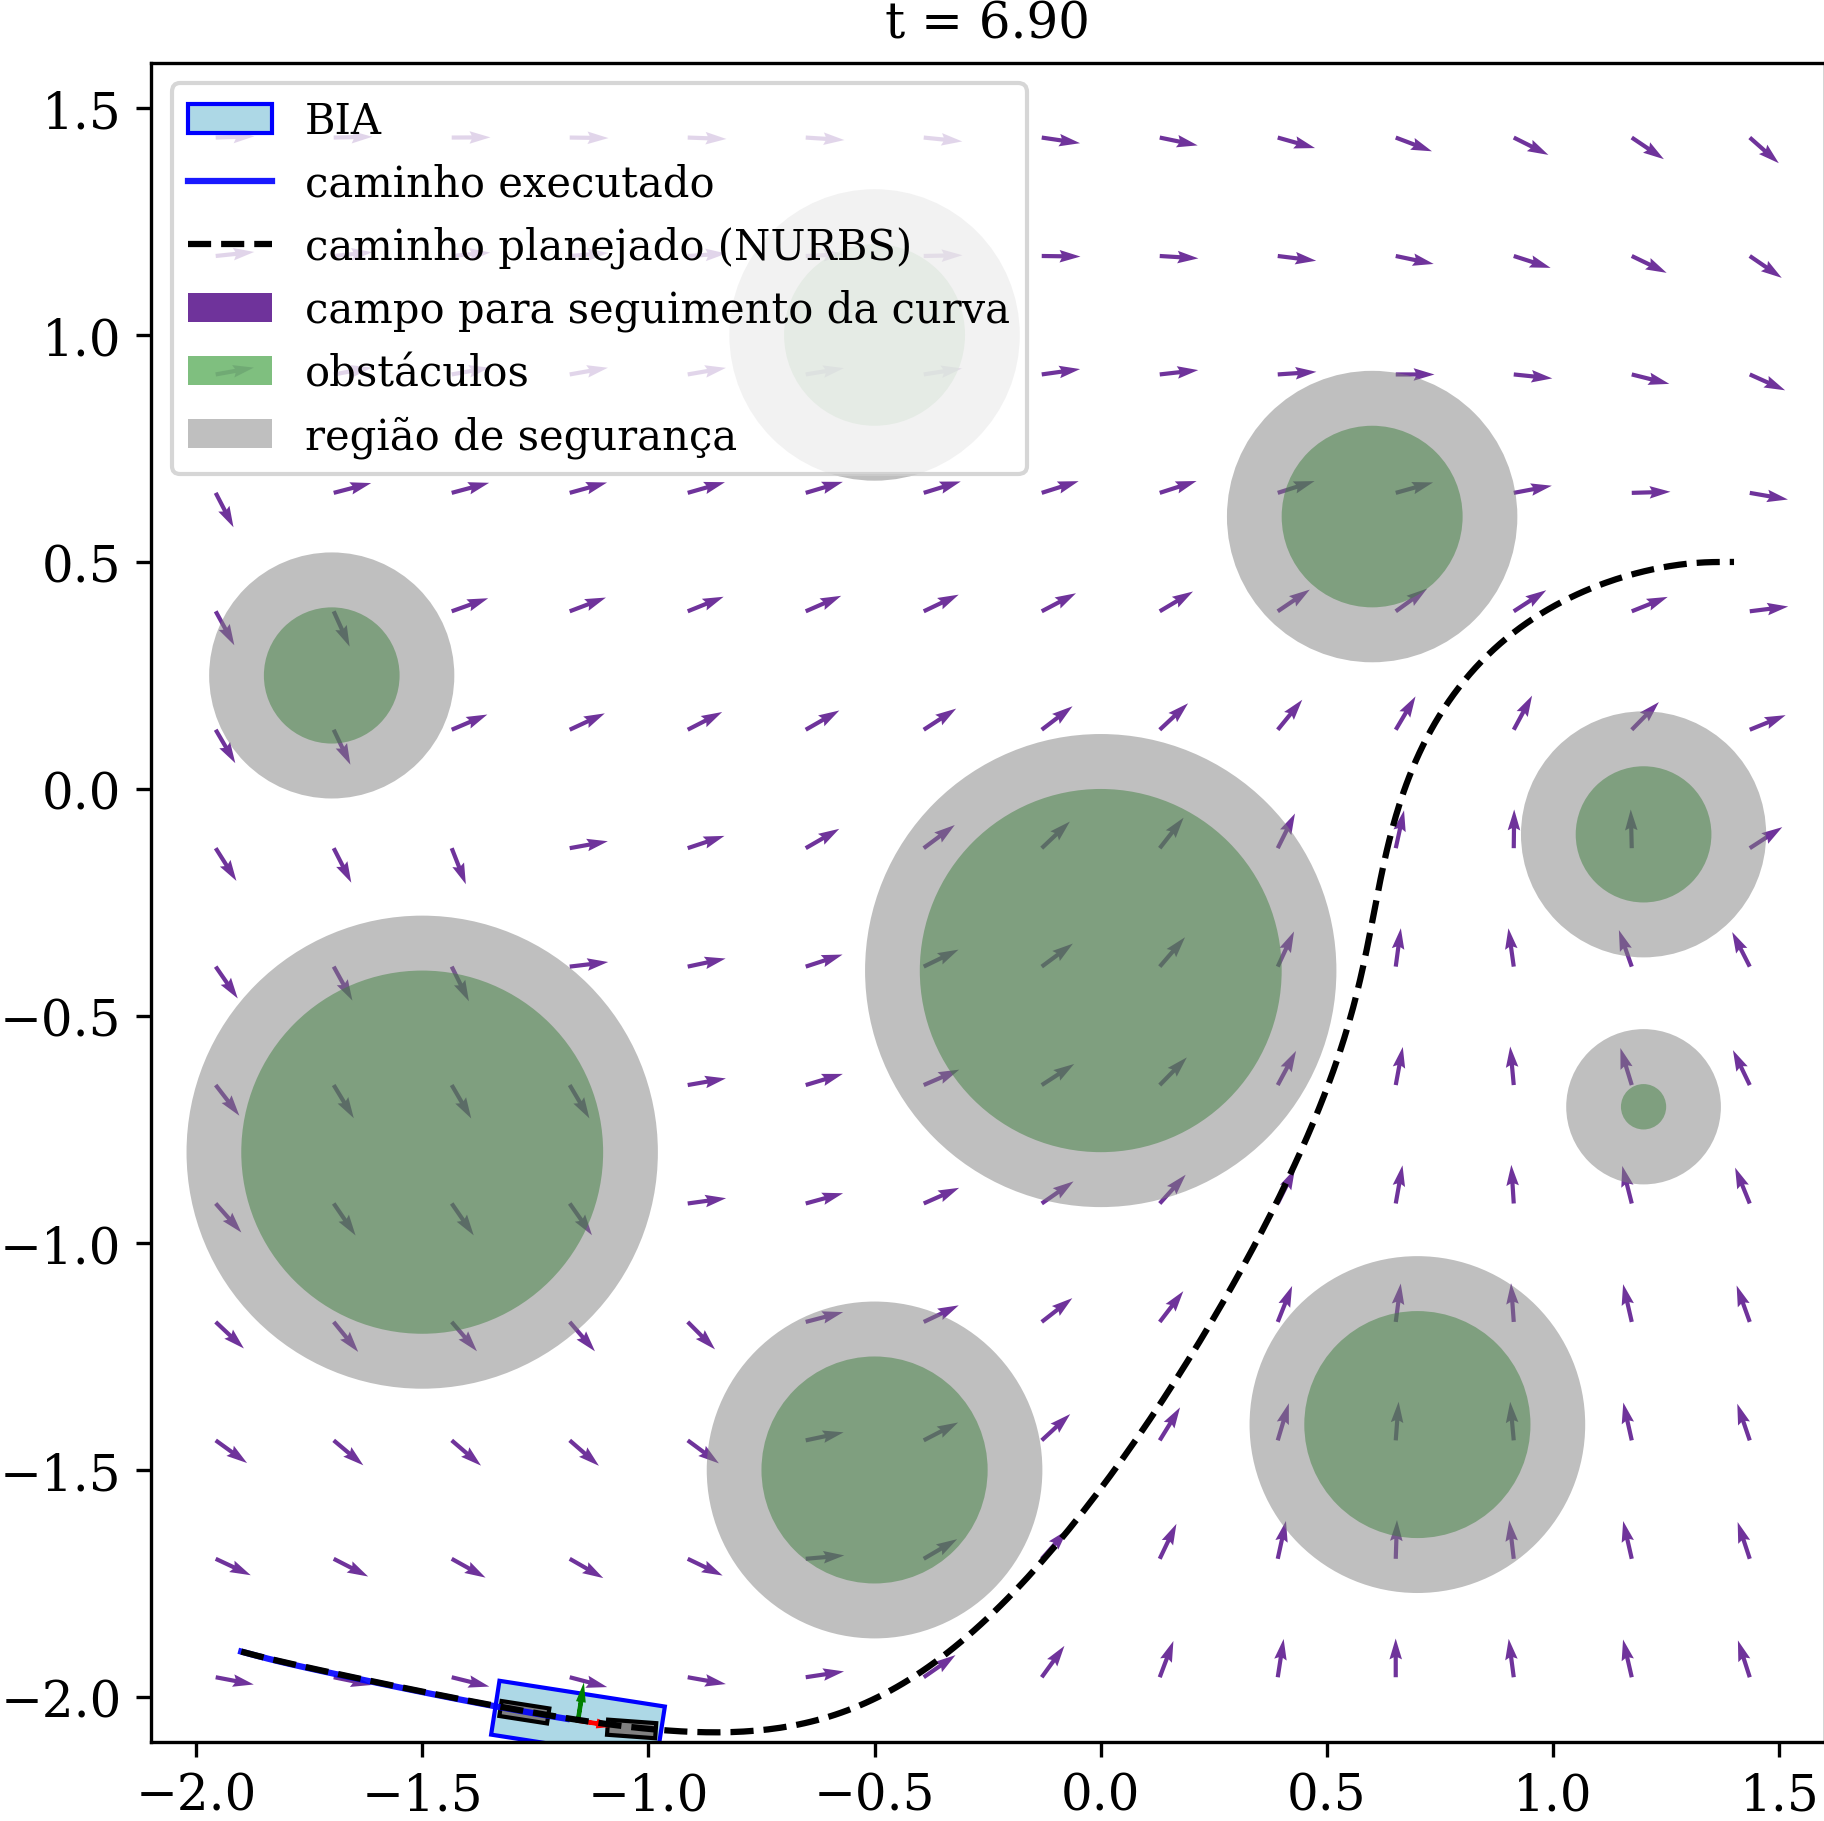 t = 6.90
BIA
caminho executado
caminho planejado (NURBS)
campo para seguimento da curva
obstáculos
região de segurança
1.5
1.0
0.5
0.0
−0.5
−1.0
−1.5
−2.0
−2.0 −1.5 −1.0 −0.5 0.0 0.5 1.0 1.5